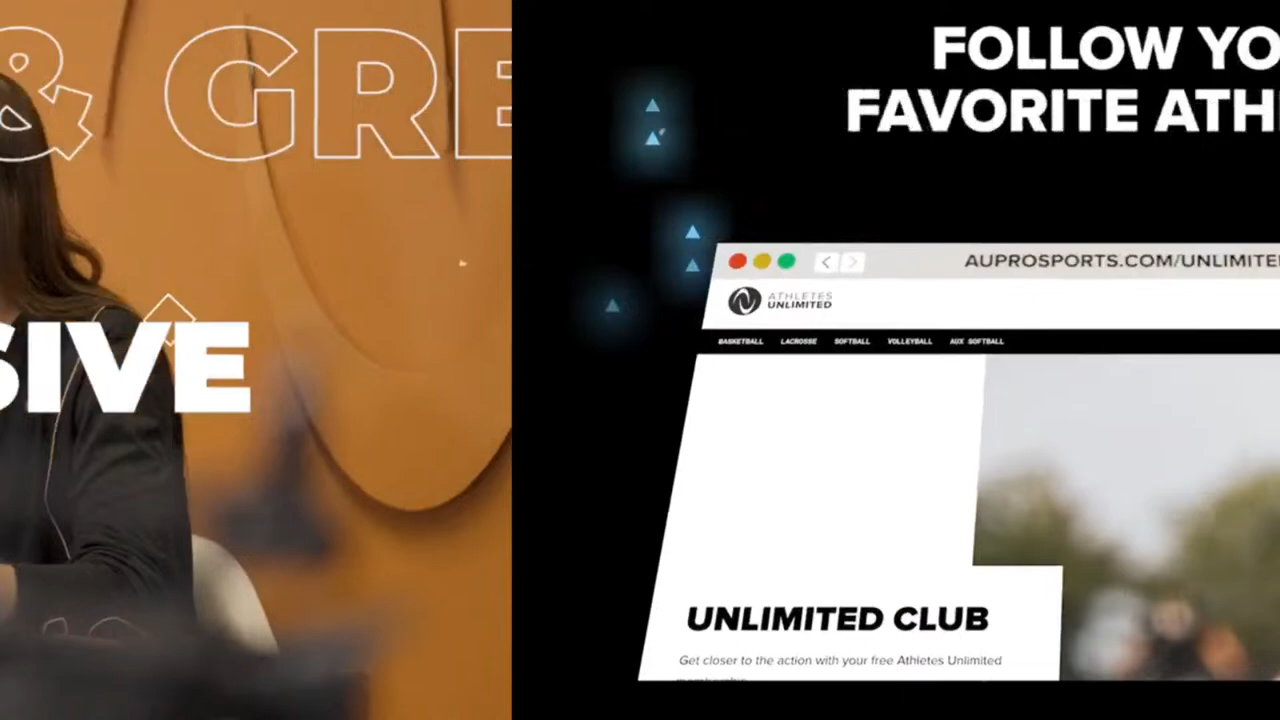 & GRE
SIVE
FOLLOW YO
FAVORITE ATH
AUPROSPORTS.COM/UNLIMITE
ATHLETES
UNLIMITED
BASKETBALL LACROSSE SOFTBALL VOLLEYBALL AUX SOFTBALL
UNLIMITED CLUB
Get closer to the action with your free Athletes Unlimited